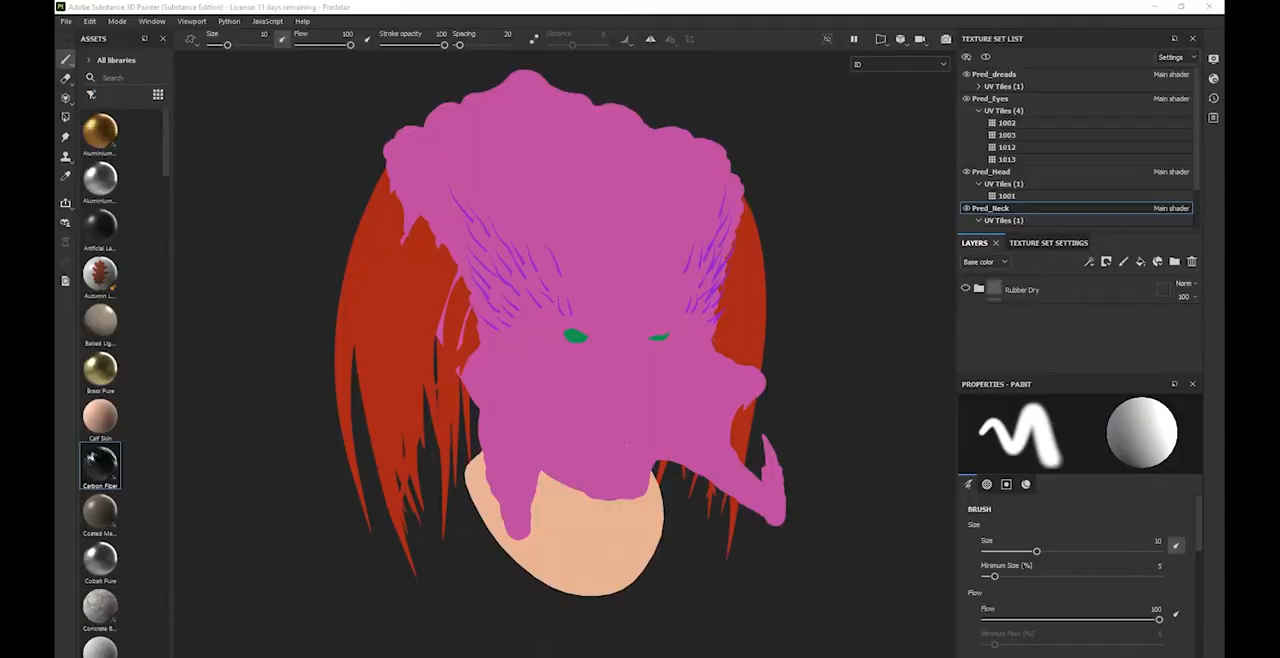 Adobe Substance 3D Painter (Substance Edition) - License: 11 days remaining - Predator
File Edit Mode Window Viewport Python JavaScript Help
Size 10 Flow 100 Stroke opacity 100 Spacing 20 Distance 8
ASSETS
All libraries
Search
Aluminium...
Aluminium...
Artificial Le...
Autumn L...
Baked Lig...
Brass Pure
Calf Skin
Carbon Fiber
Coated Me...
Cobalt Pure
Concrete B...
ID
TEXTURE SET LIST
Settings
Pred_dreads Main shader
UV Tiles (1)
Pred_Eyes Main shader
UV Tiles (4)
1002
1003
1012
1013
Pred_Head Main shader
UV Tiles (1)
1001
Pred_Neck Main shader
UV Tiles (1)
LAYERS TEXTURE SET SETTINGS
Base color
Rubber Dry Norm
100
PROPERTIES - PAINT
BRUSH
Size
Size 10
Minimum Size (%) 5
Flow
Flow 100
Minimum Flow (%) 5